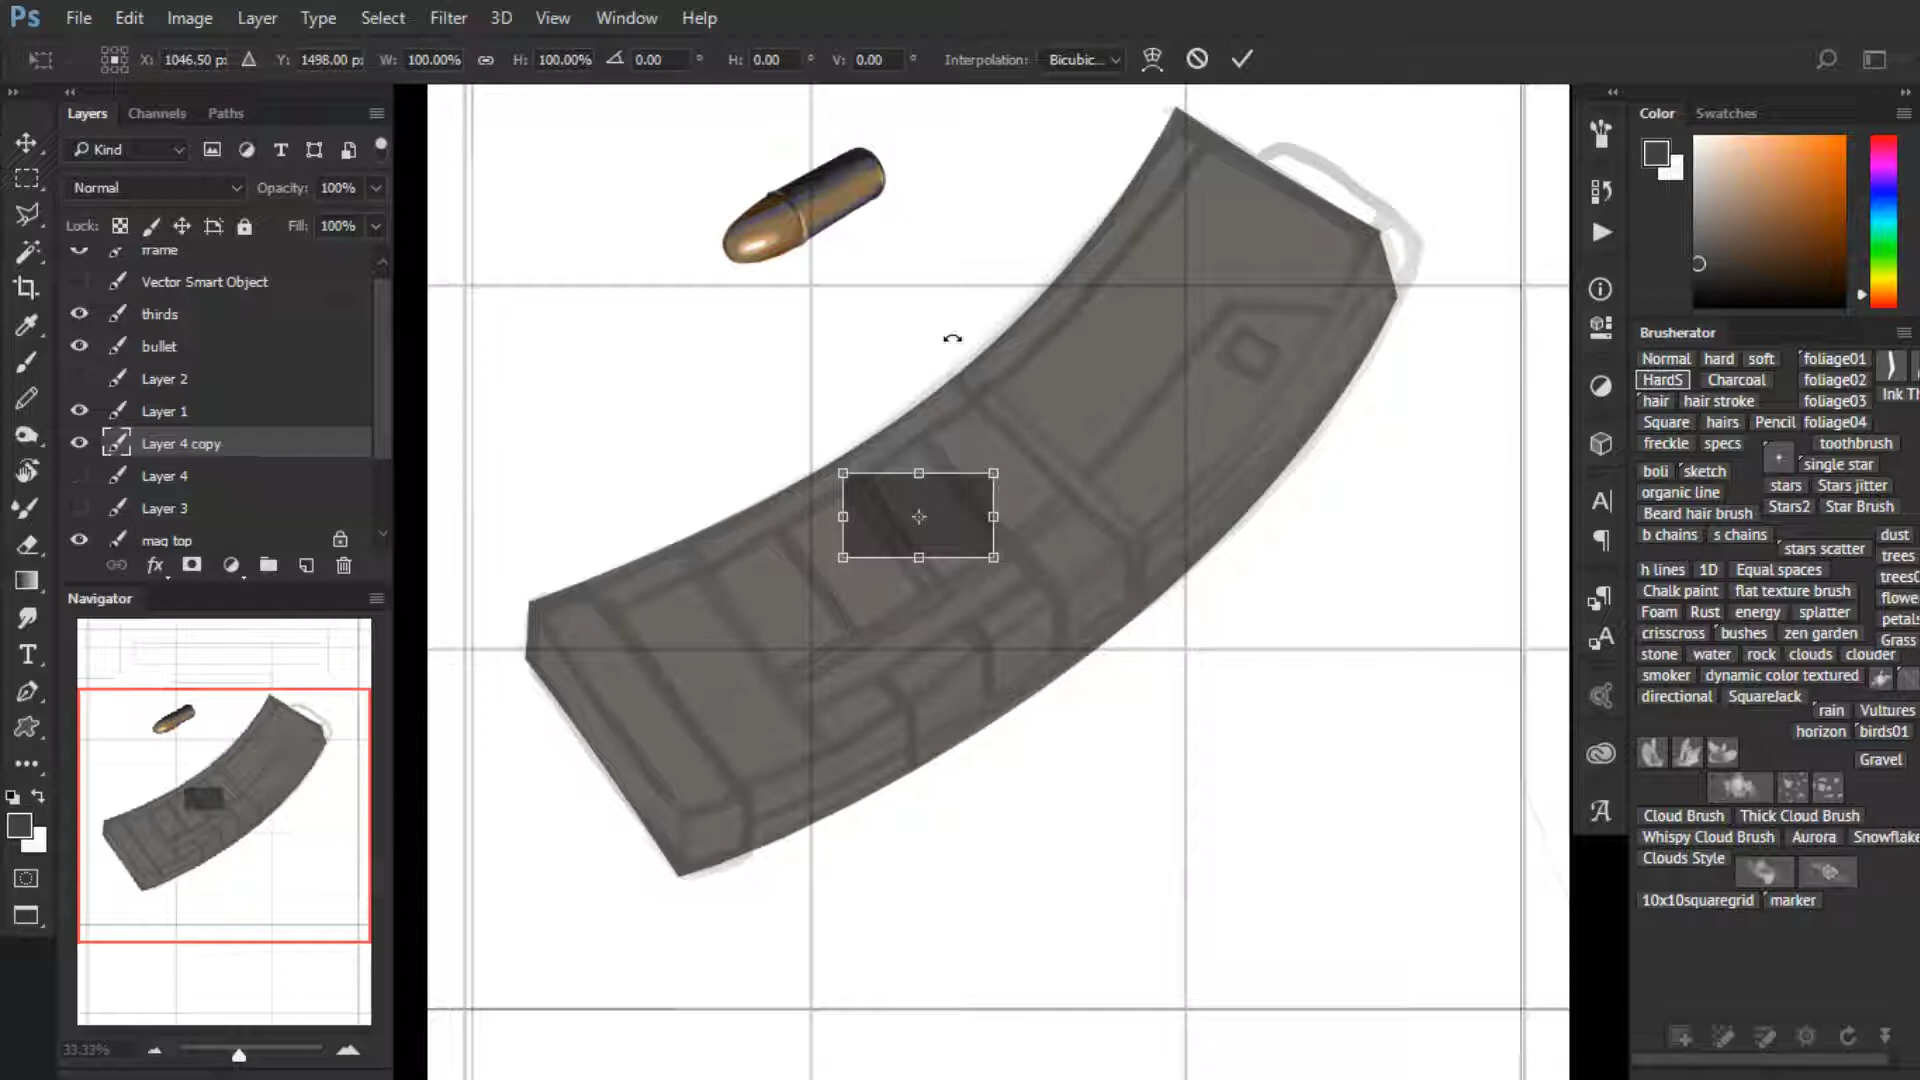 Ps File Edit Image Layer Type Select Filter 3D View Window Help
X: 1046.50 p: Y: 1498.00 p: W: 100.00% H: 100.00% 0.00 ° H: 0.00 ° V: 0.00 ° Interpolation: Bicubic...
Layers Channels Paths
Kind
Normal Opacity: 100%
Lock: Fill: 100%
frame
Vector Smart Object
thirds
bullet
Layer 2
Layer 1
Layer 4 copy
Layer 4
Layer 3
mag top
Navigator
33.33%
Color Swatches
Brusherator
Normal hard soft foliage01
HardS Charcoal foliage02
hair hair stroke foliage03
Ink Th
Square hairs Pencil foliage04
freckle specs toothbrush
boli sketch single star
organic line stars Stars jitter
Beard hair brush Stars2 Star Brush
b chains s chains stars scatter dust
trees
h lines 1D Equal spaces treesC
Chalk paint flat texture brush flowe
Foam Rust energy splatter petals
crisscross bushes zen garden Grass
stone water rock clouds clouder
smoker dynamic color textured
directional SquareJack
rain Vultures
horizon birds01
Gravel
Cloud Brush Thick Cloud Brush
Whispy Cloud Brush Aurora Snowflake
Clouds Style
10x10squaregrid marker